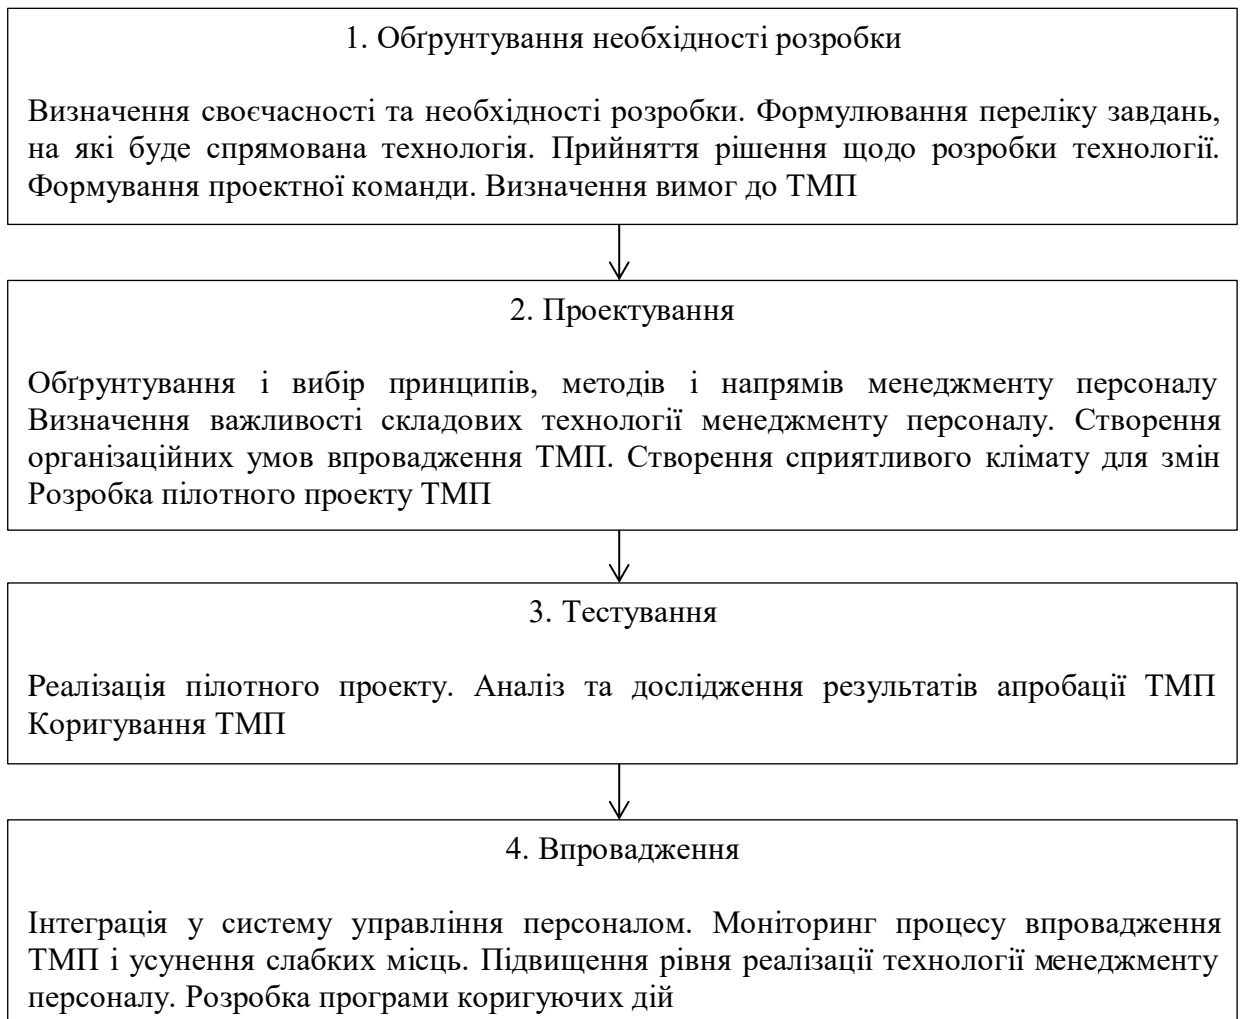 1. Обґрунтування необхідності розробки
Визначення своєчасності та необхідності розробки. Формулювання переліку завдань,
на які буде спрямована технологія. Прийняття рішення щодо розробки технології.
Формування проектної команди. Визначення вимог до ТМП
2. Проектування
Обґрунтування і вибір принципів, методів і напрямів менеджменту персоналу
Визначення важливості складових технології менеджменту персоналу. Створення
організаційних умов впровадження ТМП. Створення сприятливого клімату для змін
Розробка пілотного проекту ТМП
3. Тестування
Реалізація пілотного проекту. Аналіз та дослідження результатів апробації ТМП
Коригування ТМП
4. Впровадження
Інтеграція у систему управління персоналом. Моніторинг процесу впровадження
ТМП і усунення слабких місць. Підвищення рівня реалізації технології менеджменту
персоналу. Розробка програми коригуючих дій